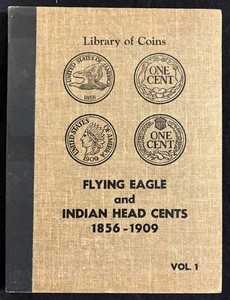 Library of Coins
UNITED STATES OF AMERICA
1856
ONE
CENT
UNITED STATES OF AMERICA
1909
ONE
CENT
FLYING EAGLE
and
INDIAN HEAD CENTS
1856-1909
VOL. 1